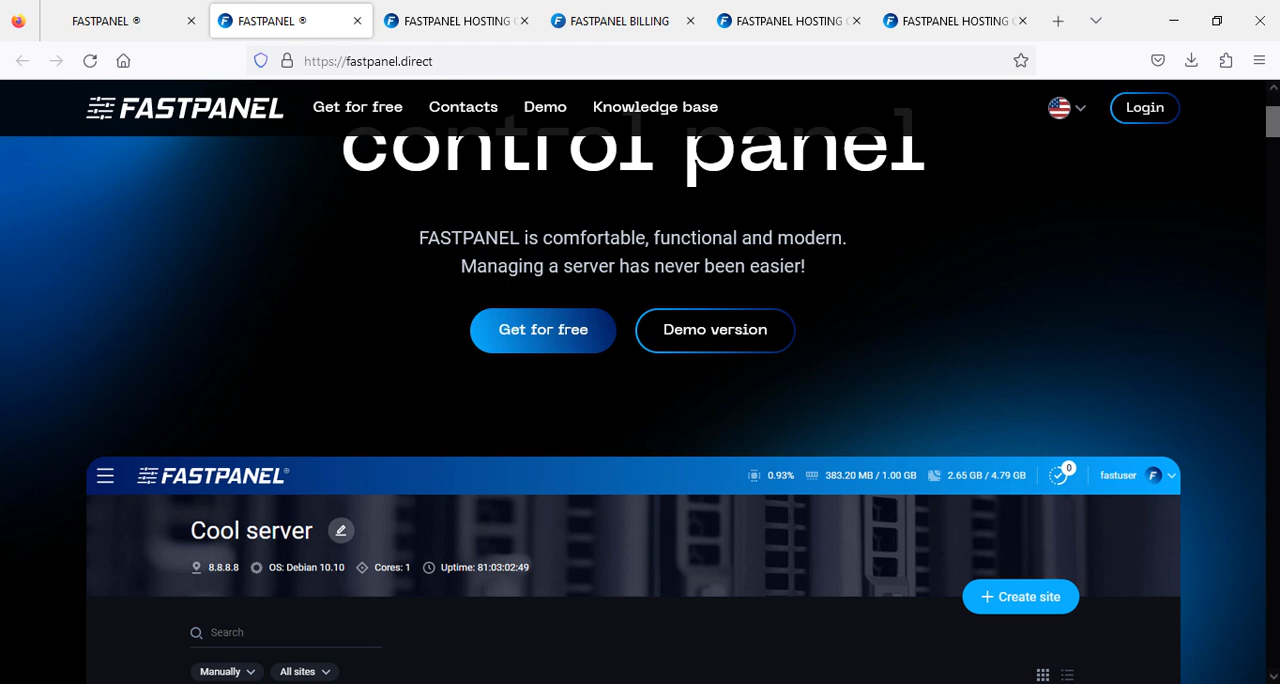 FASTPANEL ®
FASTPANEL ®
FASTPANEL HOSTING
FASTPANEL BILLING
FASTPANEL HOSTING
FASTPANEL HOSTING
https://fastpanel.direct
FASTPANEL
Get for free
Contacts
Demo
Knowledge base
Login
control panel
FASTPANEL is comfortable, functional and modern.
Managing a server has never been easier!
Get for free
Demo version
FASTPANEL®
0.93%
383.20 MB / 1.00 GB
2.65 GB / 4.79 GB
0
fastuser
F
Cool server
8.8.8.8
OS: Debian 10.10
Cores: 1
Uptime: 81:03:02:49
+ Create site
Search
Manually
All sites